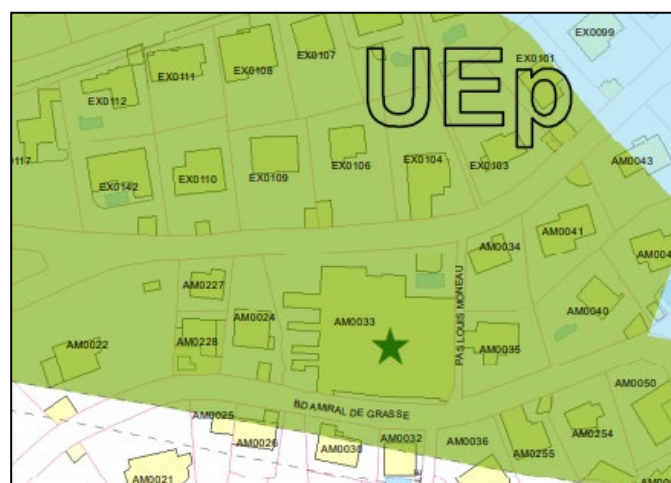 EX0107
EX0099
EX0111
EX0108
EX0101
EX0112
UEp
0117
EX0142
EX0110
EX0109
EX0106
EX0104
EX0103
AM0043
AM0034
AM0041
AM0227
AM0033
AM0024
AM0040
AM0228
AM0022
PAS LOUIS MONEAU
AM0035
AM0050
BD AMIRAL DE GRASSE
AM0025
AM0026
AM0030
AM0032
AM0036
AM0254
AM0255
AM0021